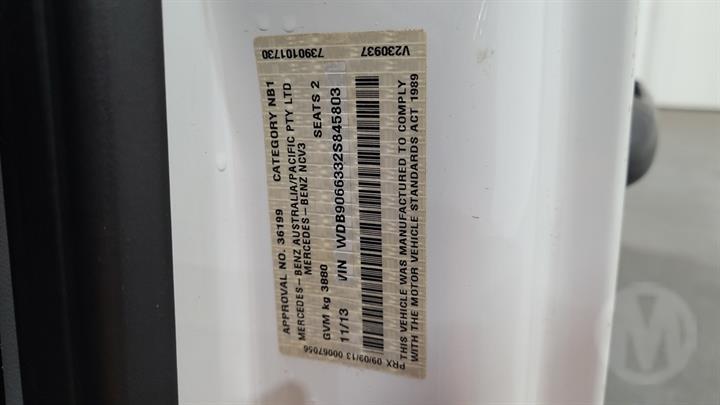 7390101730 V230937
APPROVAL NO. 36199 CATEGORY NB1
MERCEDES-BENZ AUSTRALIA/PACIFIC PTY LTD
MERCEDES-BENZ NCV3
GVM kg 3880 SEATS 2
11/13 VIN WDB9066332S845803
THIS VEHICLE WAS MANUFACTURED TO COMPLY
WITH THE MOTOR VEHICLE STANDARDS ACT 1989
PRX 09/09/13 00067056
M